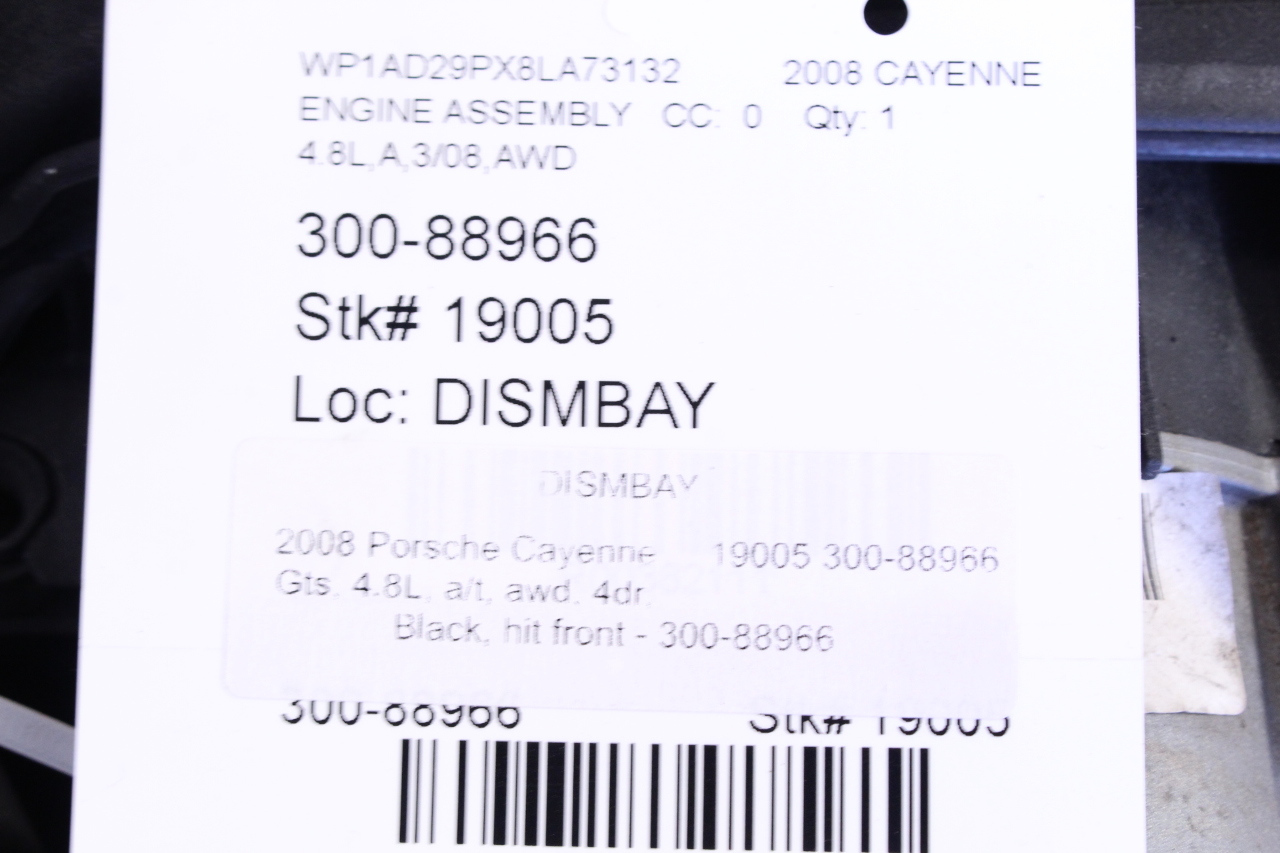 WP1AD29PX8LA73132 2008 CAYENNE
ENGINE ASSEMBLY CC: 0 Qty: 1
4.8L,A,3/08,AWD
300-88966
Stk# 19005
Loc: DISMBAY
DISMBAY
2008 Porsche Cayenne 19005 300-88966
Gts, 4.8L, a/t, awd, 4dr,
Black, hit front - 300-88966
300-88966 Stk# 19005